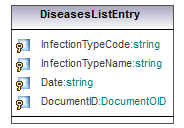 DiseasesListEntry
InfectionTypeCode:string
InfectionTypeName:string
Date:string
DocumentID:DocumentOID